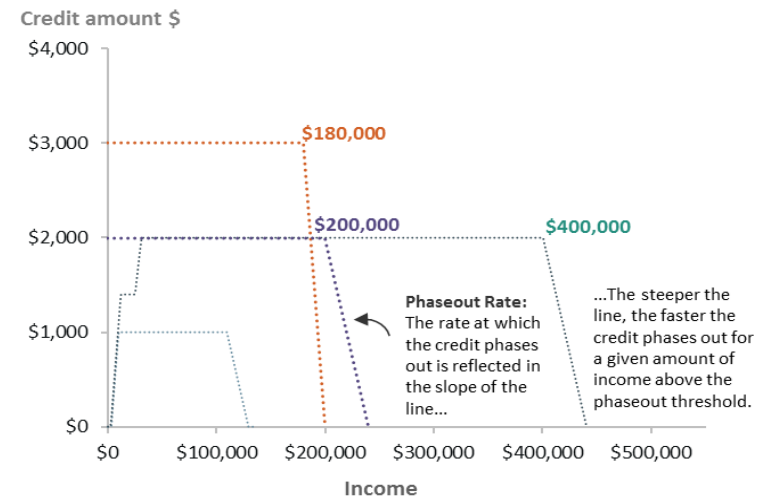 Credit amount $
$4,000
$3,000
$2,000
$1,000
$0
$180,000
$200,000
$400,000
Phaseout Rate:
The rate at which
the credit phases
out is reflected in
the slope of the
line...
...The steeper the
line, the faster the
credit phases out for
a given amount of
income above the
phaseout threshold.
$0 $100,000 $200,000 $300,000 $400,000 $500,000
Income